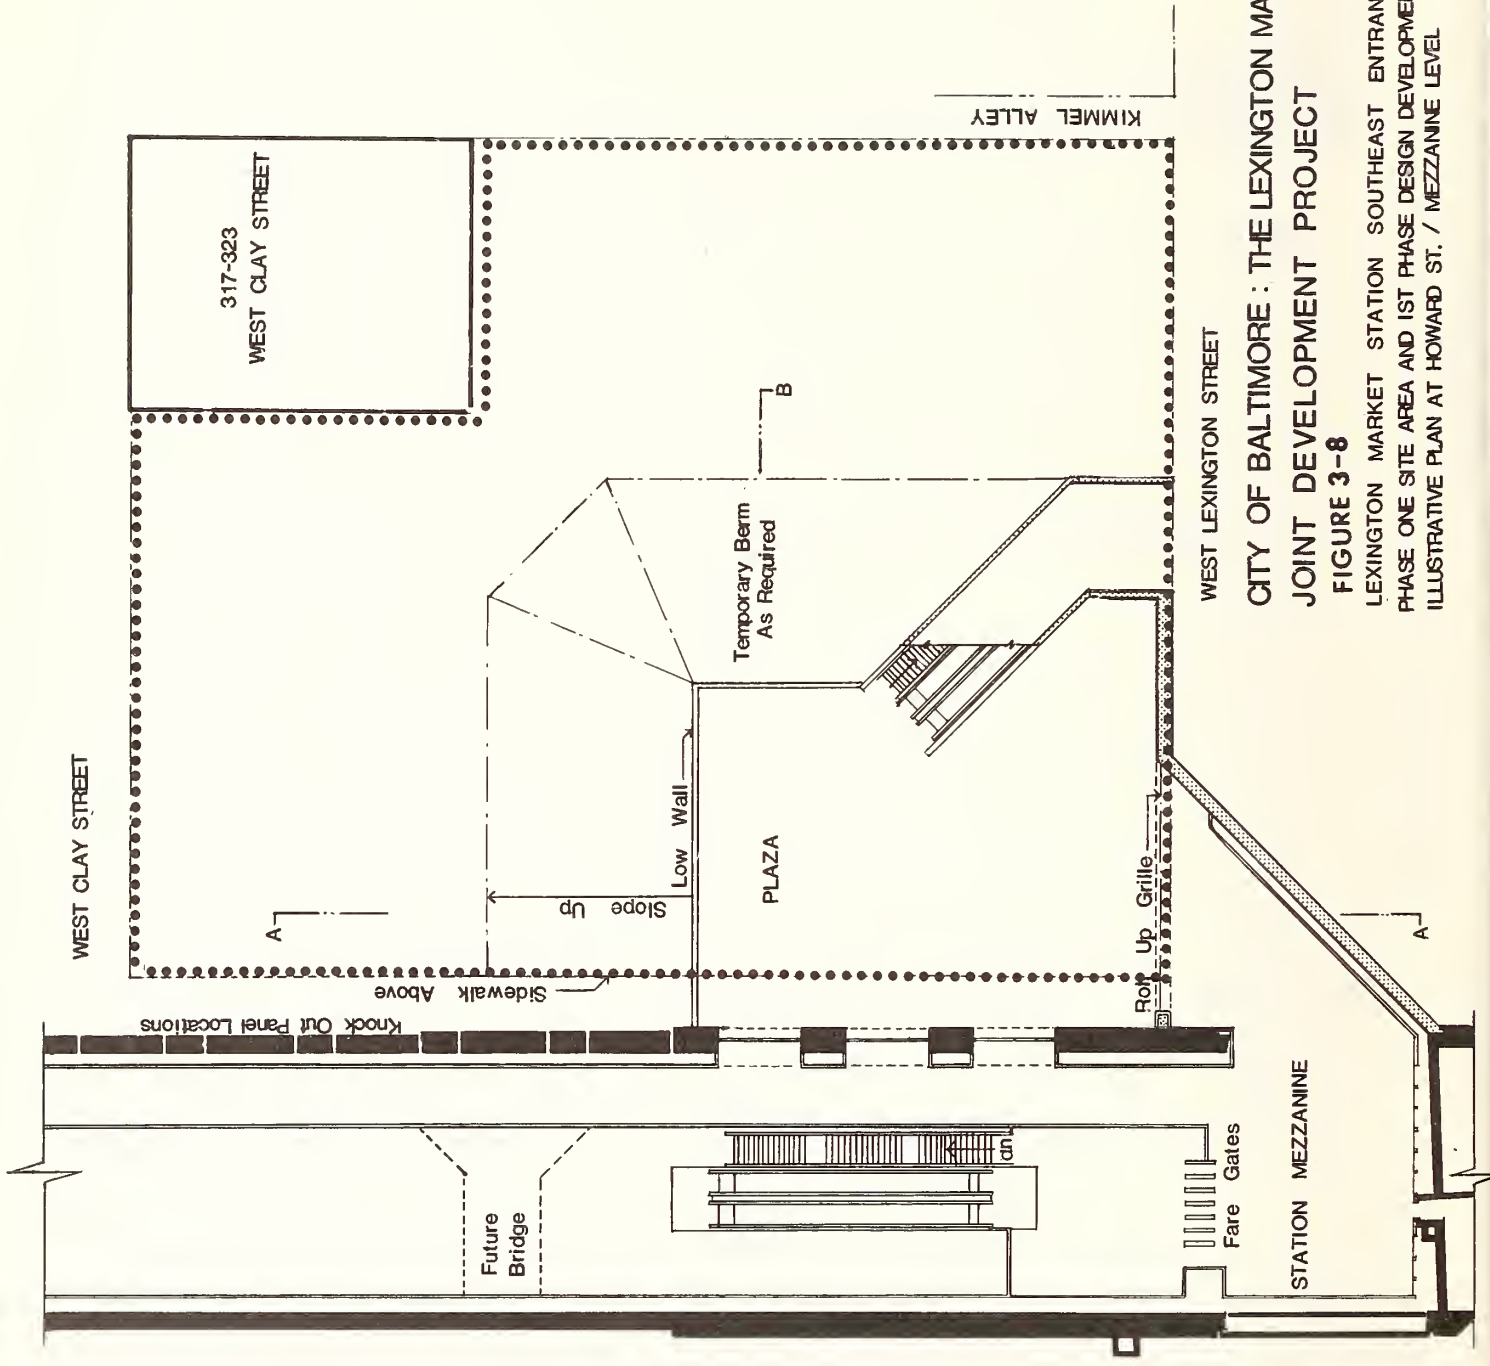 WEST CLAY STREET
317-323
WEST CLAY STREET
KIMMEL ALLEY
A
B
Temporary Berm
As Required
Low Wall
Slope Up
PLAZA
Sidewalk Above
Knock Out Panel Locations
Roll Up Grille
A
WEST LEXINGTON STREET
Future
Bridge
up
Fare Gates
STATION MEZZANINE
CITY OF BALTIMORE : THE LEXINGTON MA
JOINT DEVELOPMENT PROJECT
FIGURE 3-8
LEXINGTON MARKET STATION SOUTHEAST ENTRAN
PHASE ONE SITE AREA AND IST PHASE DESIGN DEVELOPME
ILLUSTRATIVE PLAN AT HOWARD ST. / MEZZANINE LEVEL